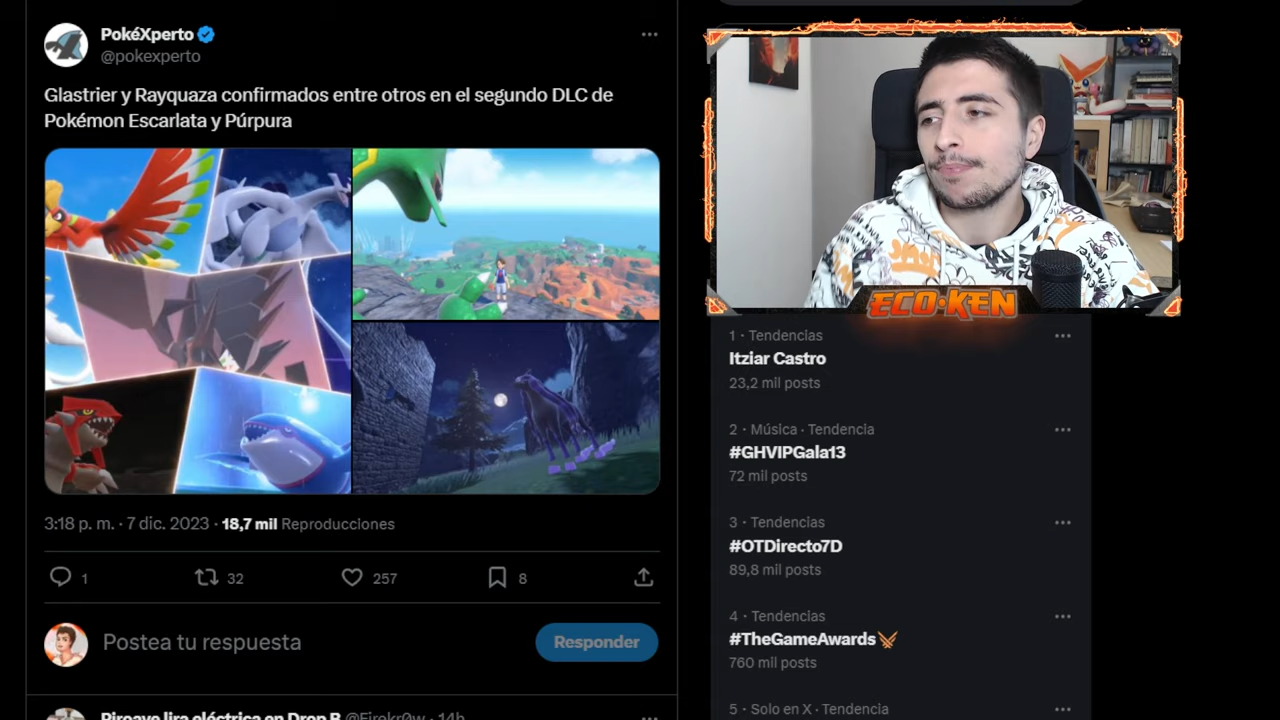 PokéXperto
@pokexperto
Glastrier y Rayquaza confirmados entre otros en el segundo DLC de
Pokémon Escarlata y Púrpura
3:18 p. m. · 7 dic. 2023 · 18,7 mil Reproducciones
1 32 257 8
Postea tu respuesta
Responder
ECO·KEN
1 · Tendencias
Itziar Castro
23,2 mil posts
2 · Música · Tendencia
#GHVIPGala13
72 mil posts
3 · Tendencias
#OTDirecto7D
89,8 mil posts
4 · Tendencias
#TheGameAwards
760 mil posts
5 · Solo en X · Tendencia